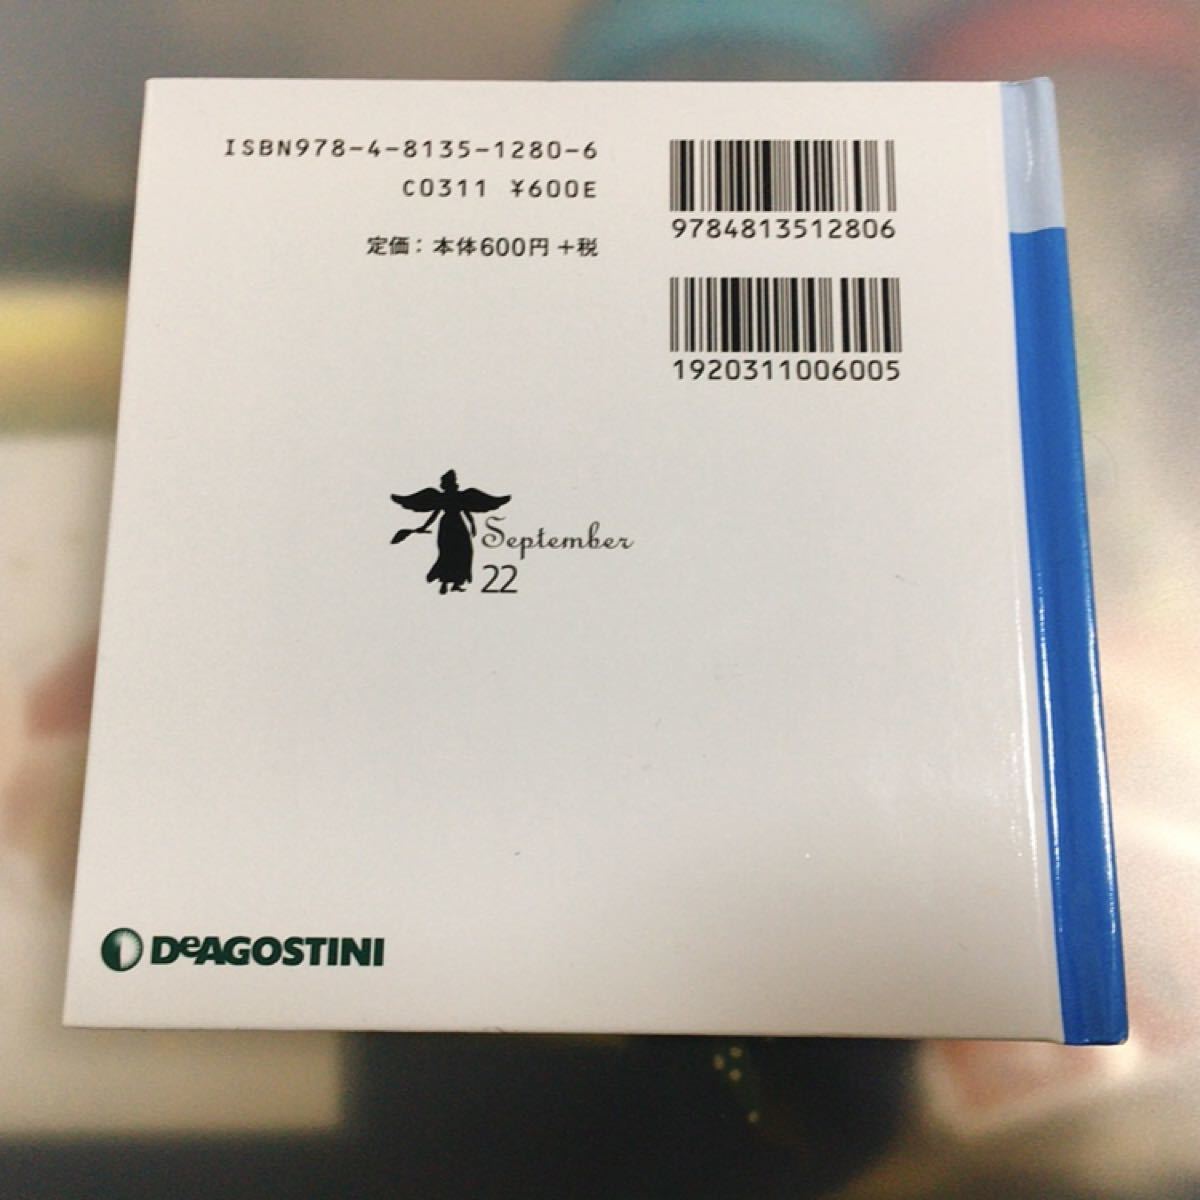 ISBN978-4-8135-1280-6
C0311 ¥600E
定価：本体600円＋税
9784813512806
1920311006005
September
22
DeAGOSTINI